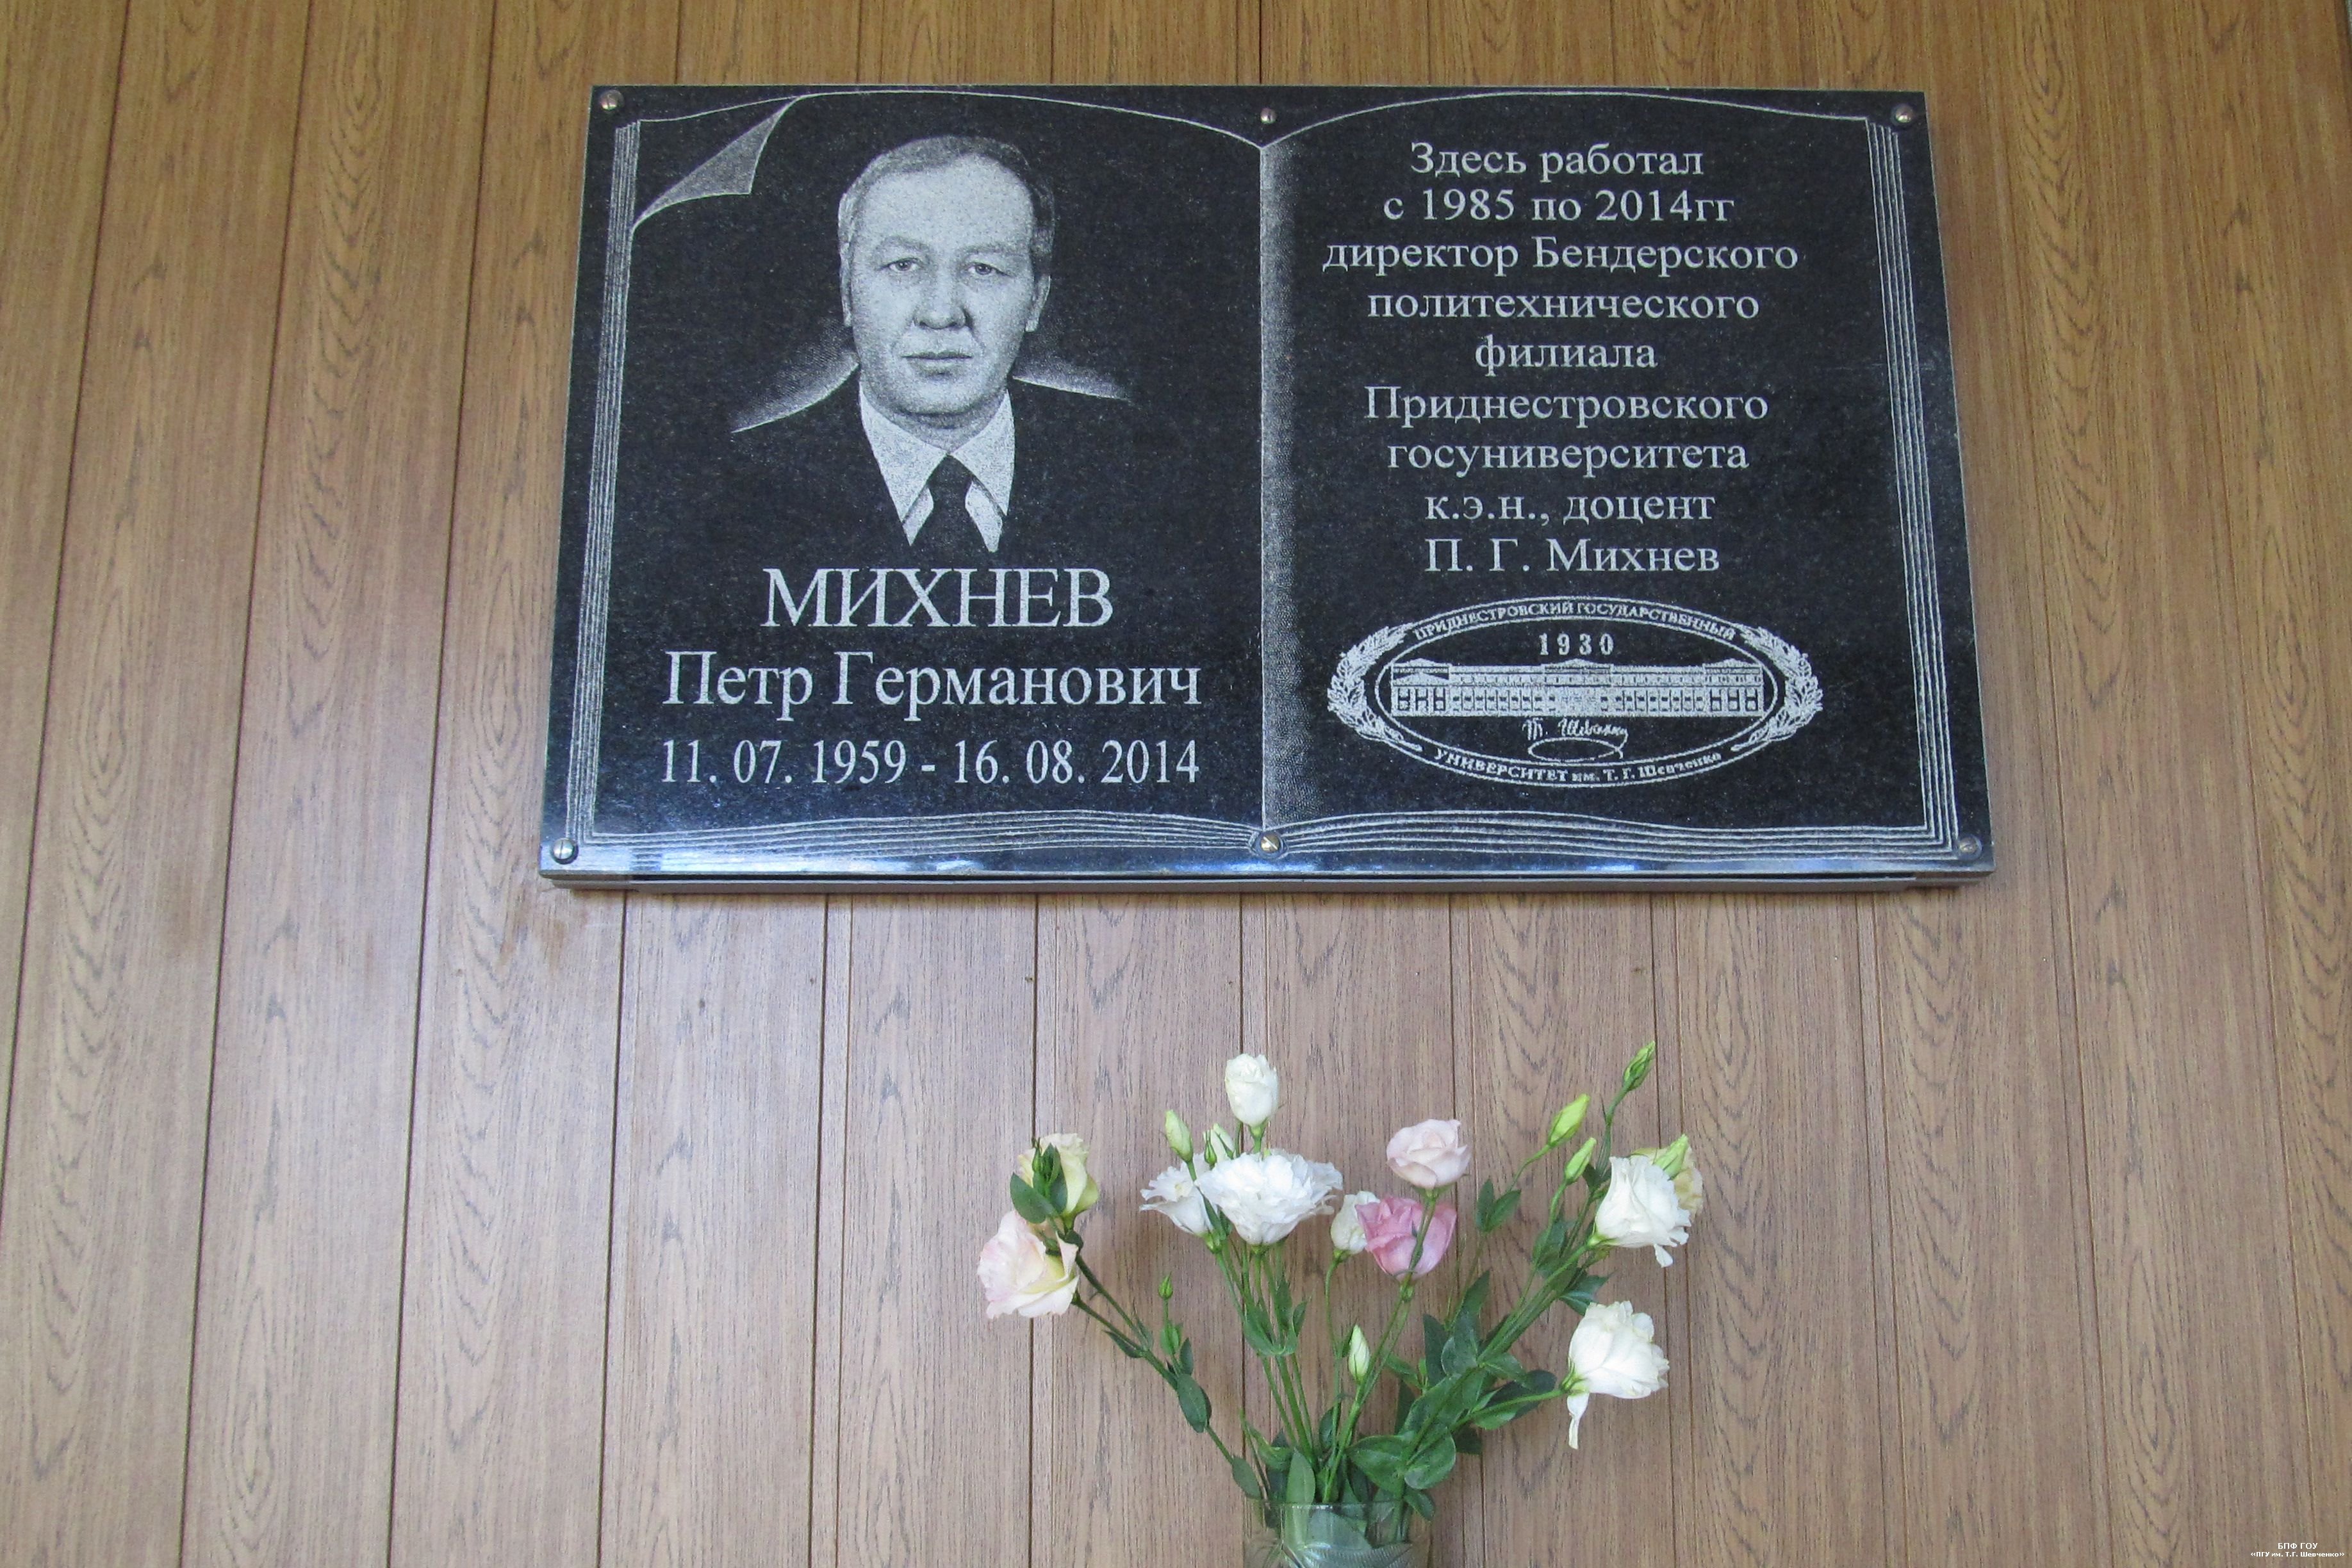 МИХНЕВ
Петр Германович
11. 07. 1959 - 16. 08. 2014
Здесь работал
с 1985 по 2014гг
директор Бендерского
политехнического
филиала
Приднестровского
госуниверситета
к.э.н., доцент
П. Г. Михнев
ПРИДНЕСТРОВСКИЙ ГОСУДАРСТВЕННЫЙ
1930
Т. Шевченко
УНИВЕРСИТЕТ им. Т. Г. Шевченко
БПФ ГОУ
«ПГУ им. Т.Г. Шевченко»